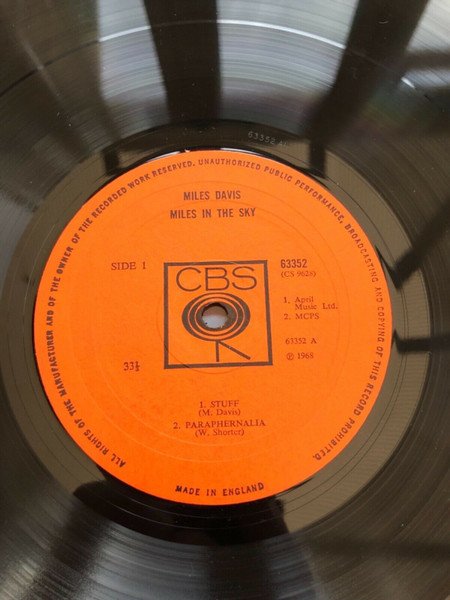 ALL RIGHTS OF THE MANUFACTURER AND OF THE OWNER OF THE RECORDED WORK RESERVED. UNAUTHORIZED PUBLIC PERFORMANCE, BROADCASTING AND COPYING OF THIS RECORD PROHIBITED.
63352 A
MILES DAVIS
MILES IN THE SKY
SIDE 1
63352
(CS 9628)
CBS
1. April
Music Ltd.
2. MCPS
63352 A
℗ 1968
33⅓
1. STUFF
(M. Davis)
2. PARAPHERNALIA
(W. Shorter)
MADE IN ENGLAND